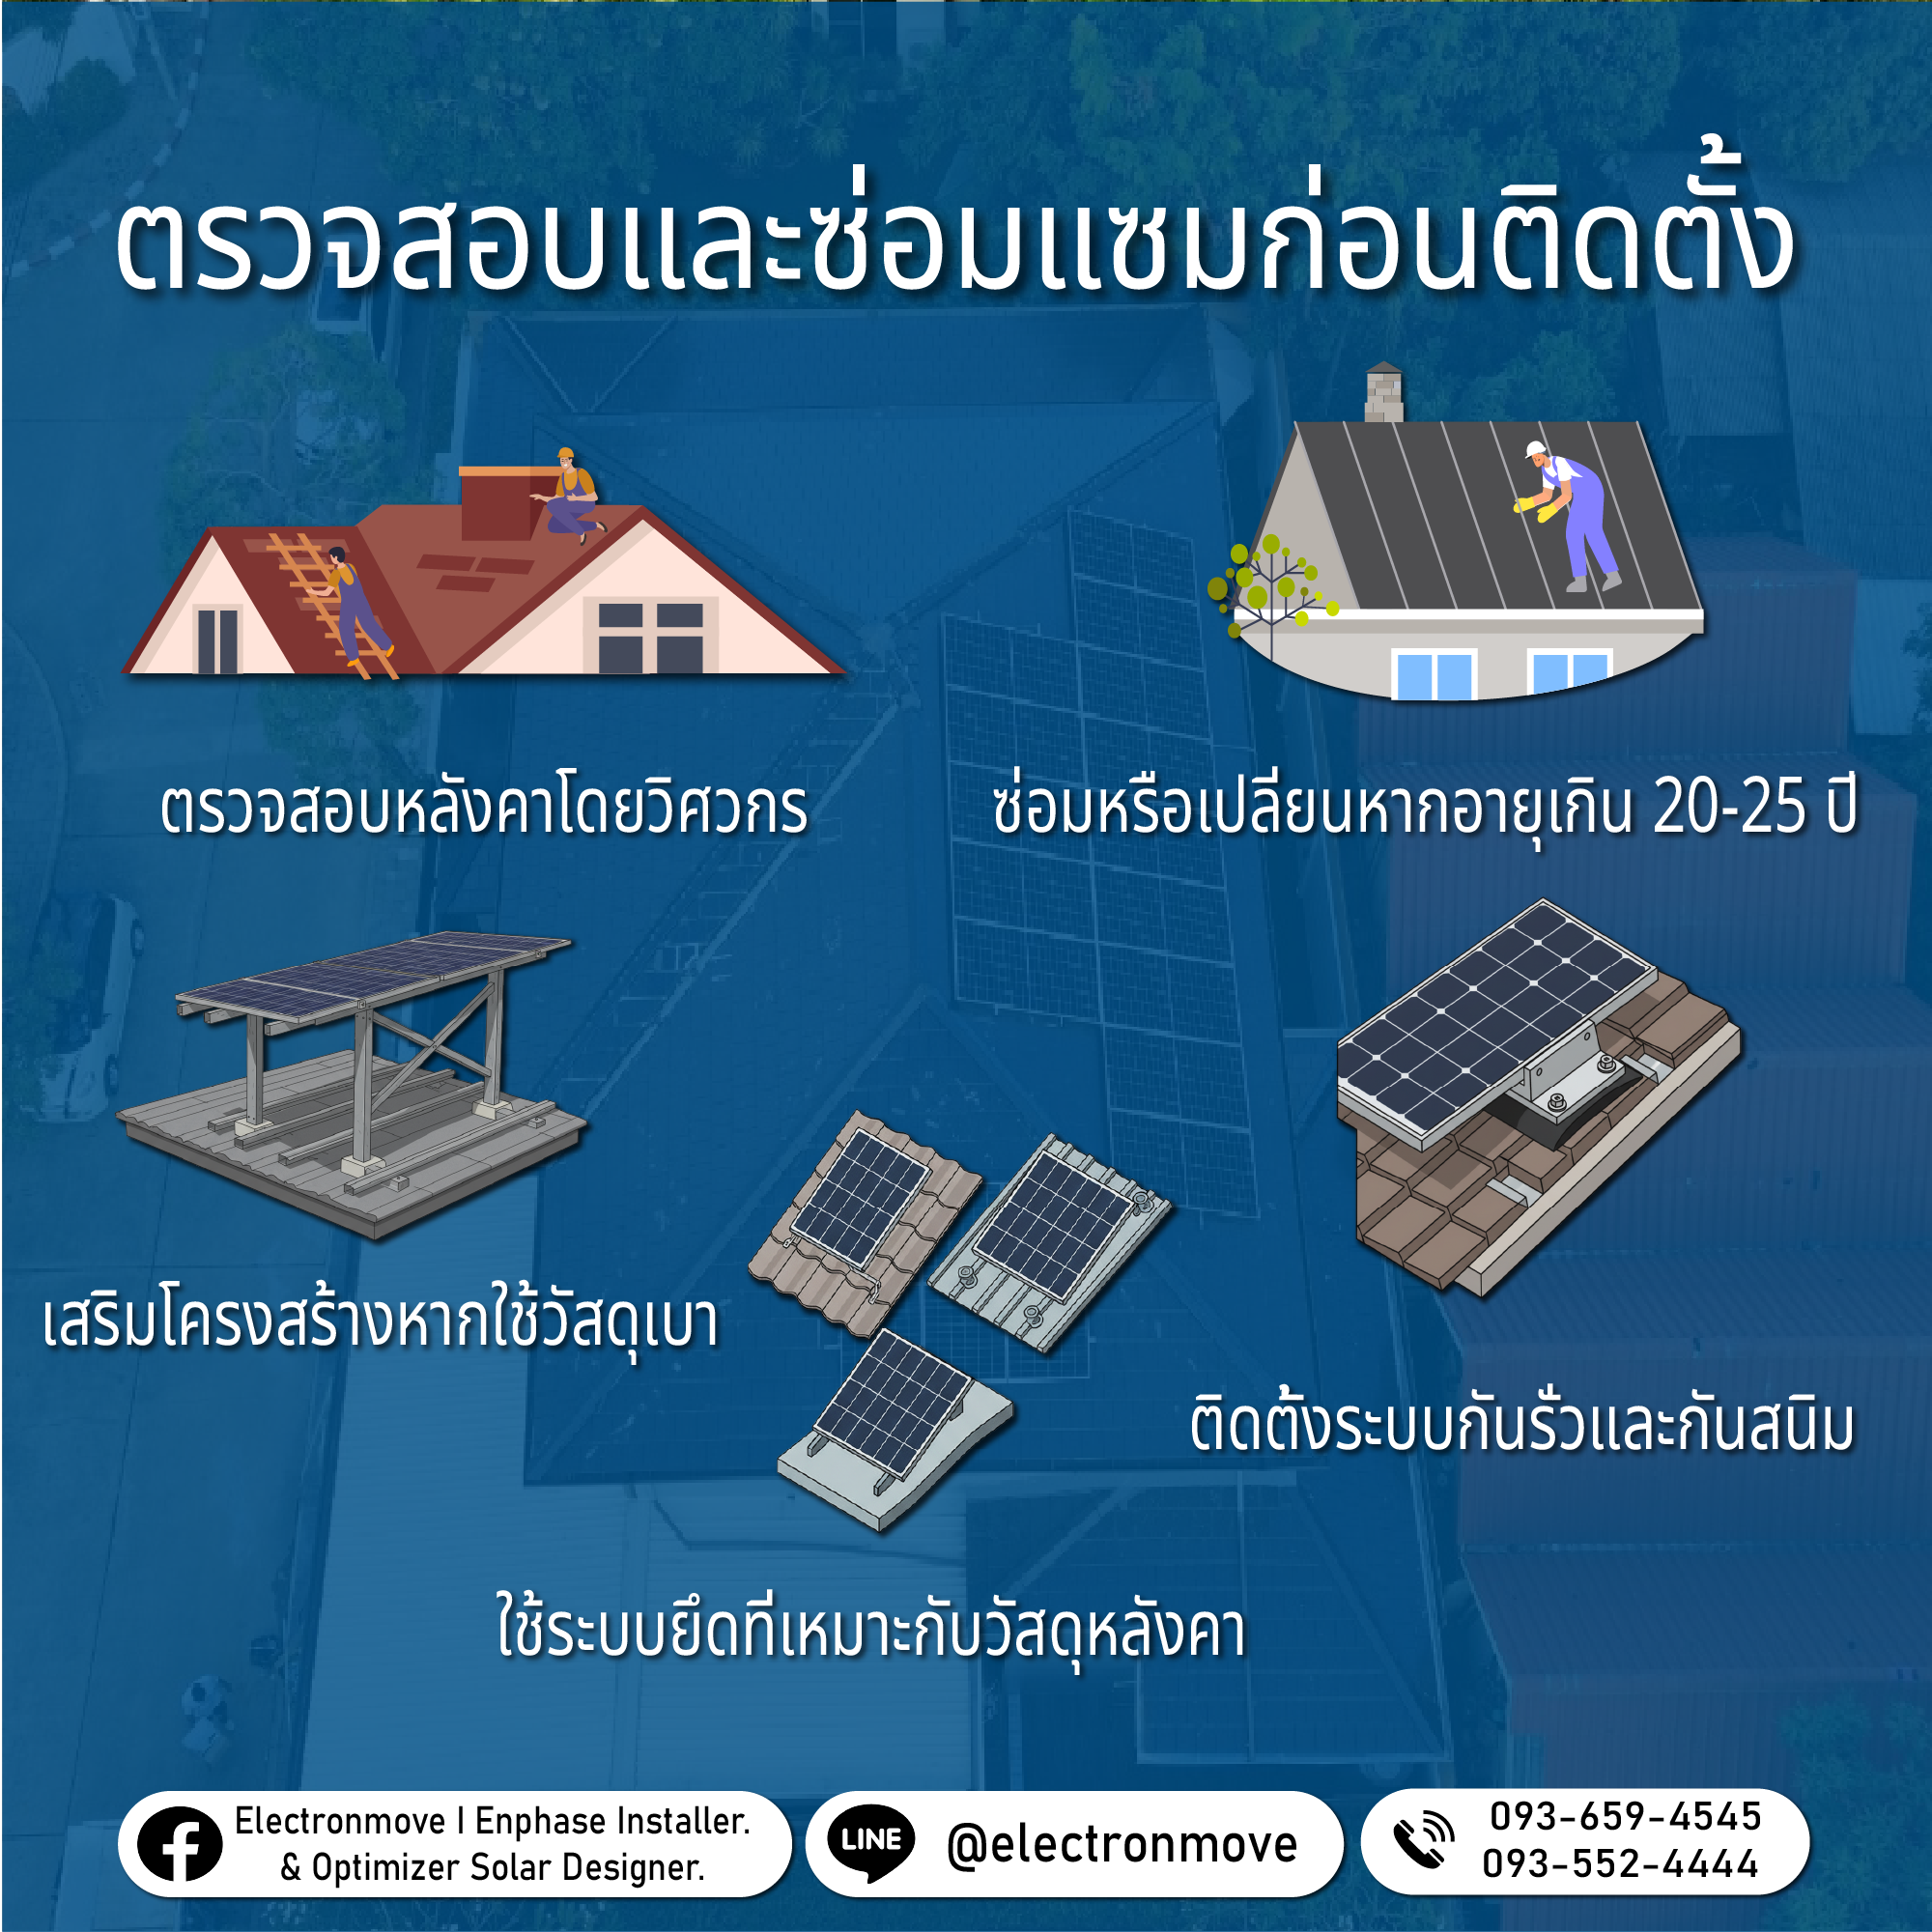 ตรวจสอบและซ่อมแซมก่อนติดตั้ง
ตรวจสอบหลังคาโดยวิศวกร
ซ่อมหรือเปลี่ยนหากอายุเกิน 20-25 ปี
เสริมโครงสร้างหากใช้วัสดุเบา
ติดตั้งระบบกันรั่วและกันสนิม
ใช้ระบบยึดที่เหมาะกับวัสดุหลังคา
Electronmove I Enphase Installer.
& Optimizer Solar Designer.
LINE
@electronmove
093-659-4545
093-552-4444